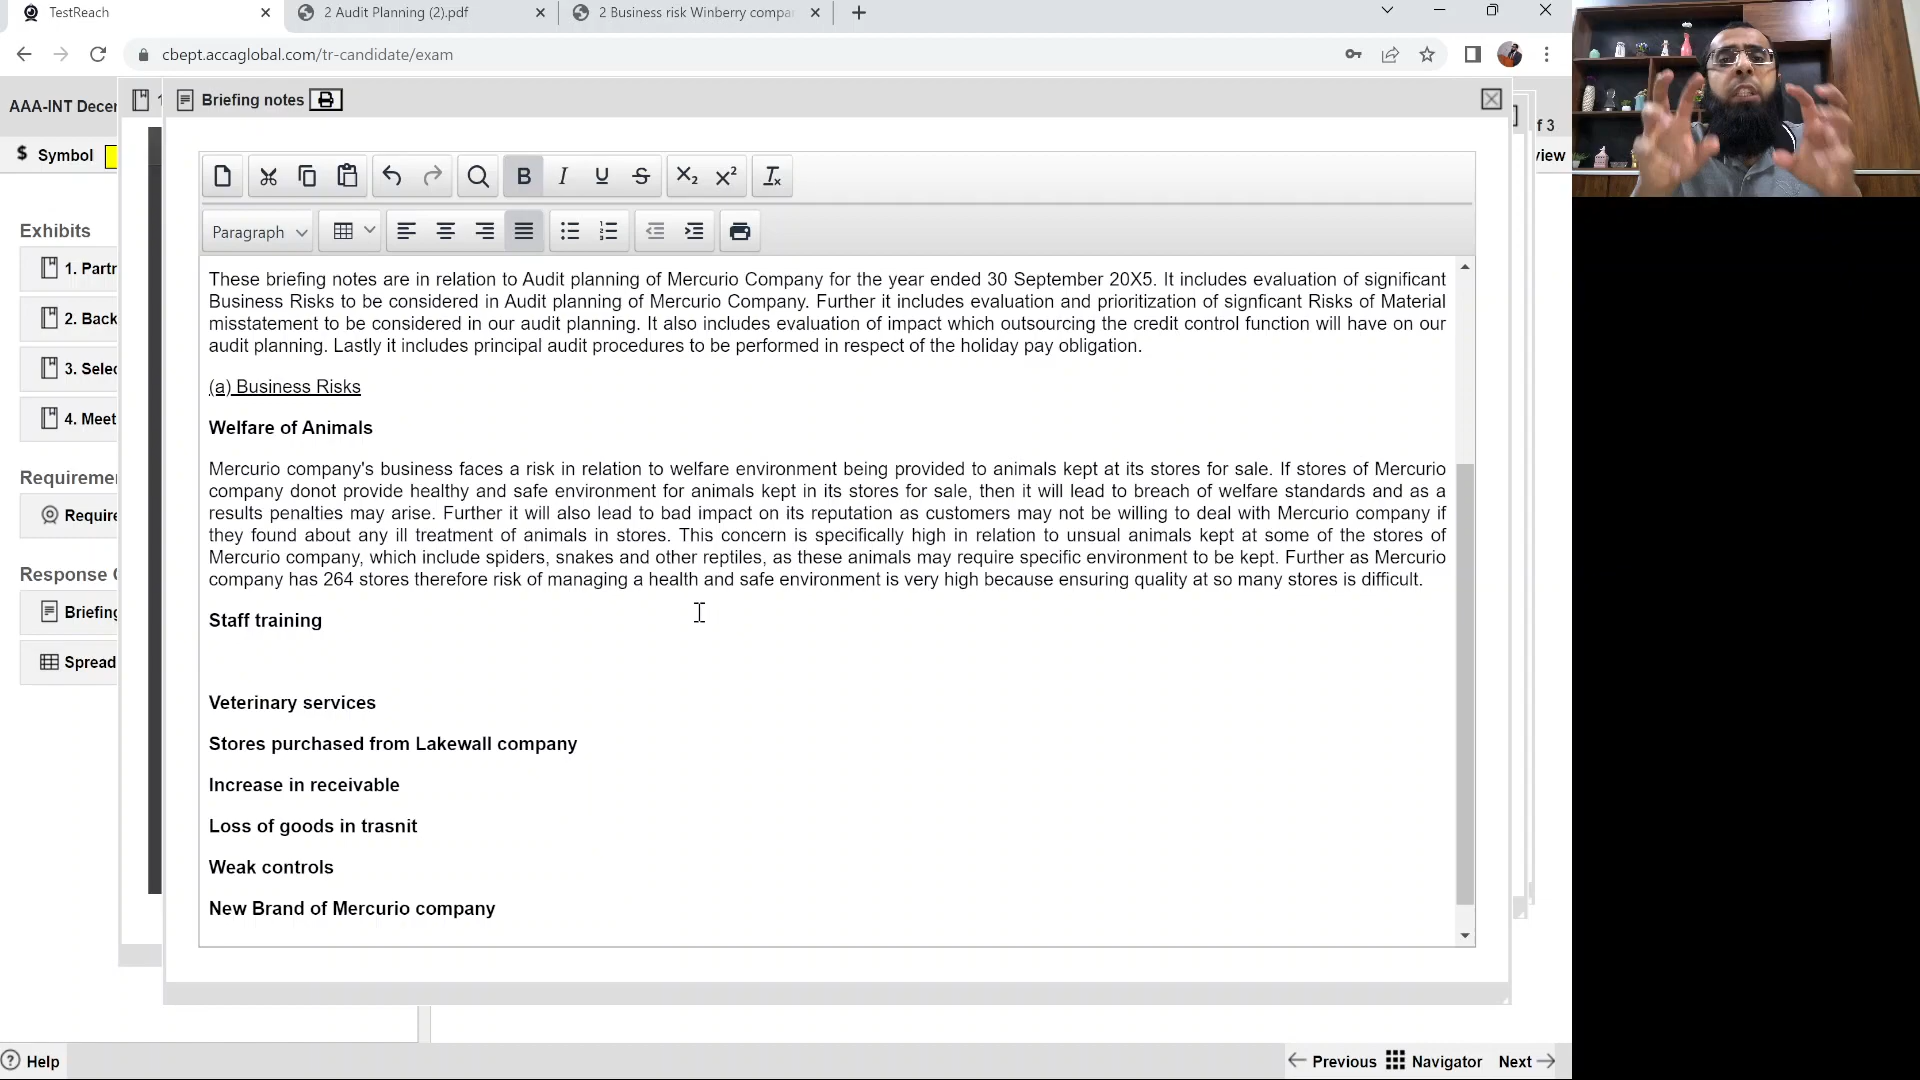 TestReach
2 Audit Planning (2).pdf
2 Business risk Winberry compa
cbept.accaglobal.com/tr-candidate/exam
AAA-INT Decer
1
Briefing notes
f 3
$ Symbol
view
Paragraph
Exhibits
1. Partr
2. Back
3. Selec
4. Meet
Requiremer
Require
Response
Briefing
Spread
These briefing notes are in relation to Audit planning of Mercurio Company for the year ended 30 September 20X5. It includes evaluation of significant
Business Risks to be considered in Audit planning of Mercurio Company. Further it includes evaluation and prioritization of signficant Risks of Material
misstatement to be considered in our audit planning. It also includes evaluation of impact which outsourcing the credit control function will have on our
audit planning. Lastly it includes principal audit procedures to be performed in respect of the holiday pay obligation.
(a) Business Risks
Welfare of Animals
Mercurio company's business faces a risk in relation to welfare environment being provided to animals kept at its stores for sale. If stores of Mercurio
company donot provide healthy and safe environment for animals kept in its stores for sale, then it will lead to breach of welfare standards and as a
results penalties may arise. Further it will also lead to bad impact on its reputation as customers may not be willing to deal with Mercurio company if
they found about any ill treatment of animals in stores. This concern is specifically high in relation to unsual animals kept at some of the stores of
Mercurio company, which include spiders, snakes and other reptiles, as these animals may require specific environment to be kept. Further as Mercurio
company has 264 stores therefore risk of managing a health and safe environment is very high because ensuring quality at so many stores is difficult.
Staff training
Veterinary services
Stores purchased from Lakewall company
Increase in receivable
Loss of goods in trasnit
Weak controls
New Brand of Mercurio company
Help
Previous
Navigator
Next